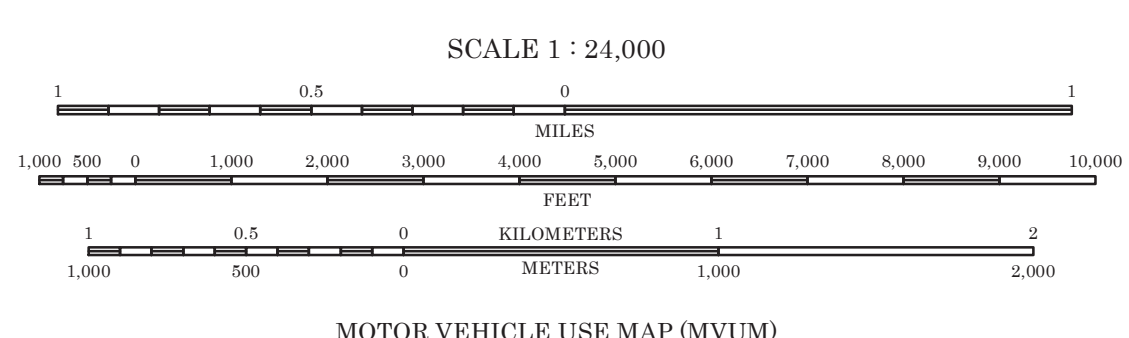 SCALE 1 : 24,000
1 0.5 0 1
MILES
1,000 500 0 1,000 2,000 3,000 4,000 5,000 6,000 7,000 8,000 9,000 10,000
FEET
1 0.5 0 KILOMETERS 1 2
1,000 500 0 METERS 1,000 2,000
MOTOR VEHICLE USE MAP (MVUM)